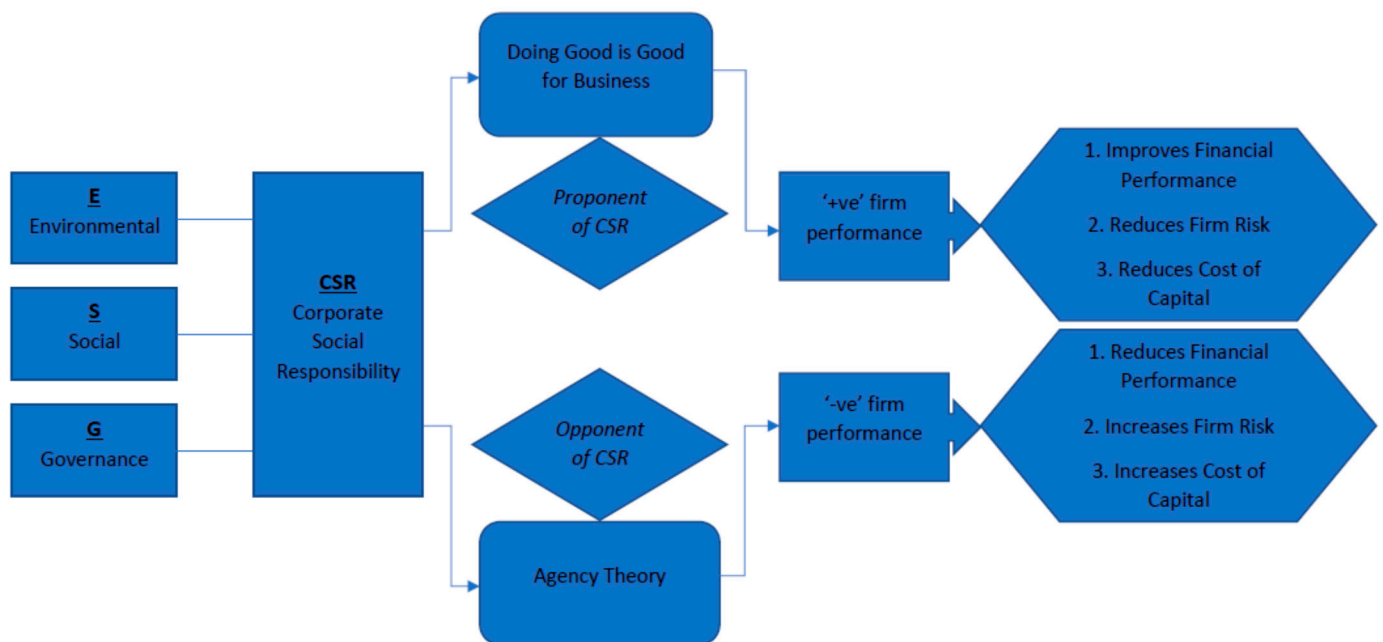 E
Environmental
S
Social
G
Governance
CSR
Corporate
Social
Responsibility
Doing Good is Good
for Business
Proponent
of CSR
‘+ve’ firm
performance
1. Improves Financial
Performance
2. Reduces Firm Risk
3. Reduces Cost of
Capital
Opponent
of CSR
Agency Theory
‘-ve’ firm
performance
1. Reduces Financial
Performance
2. Increases Firm Risk
3. Increases Cost of
Capital